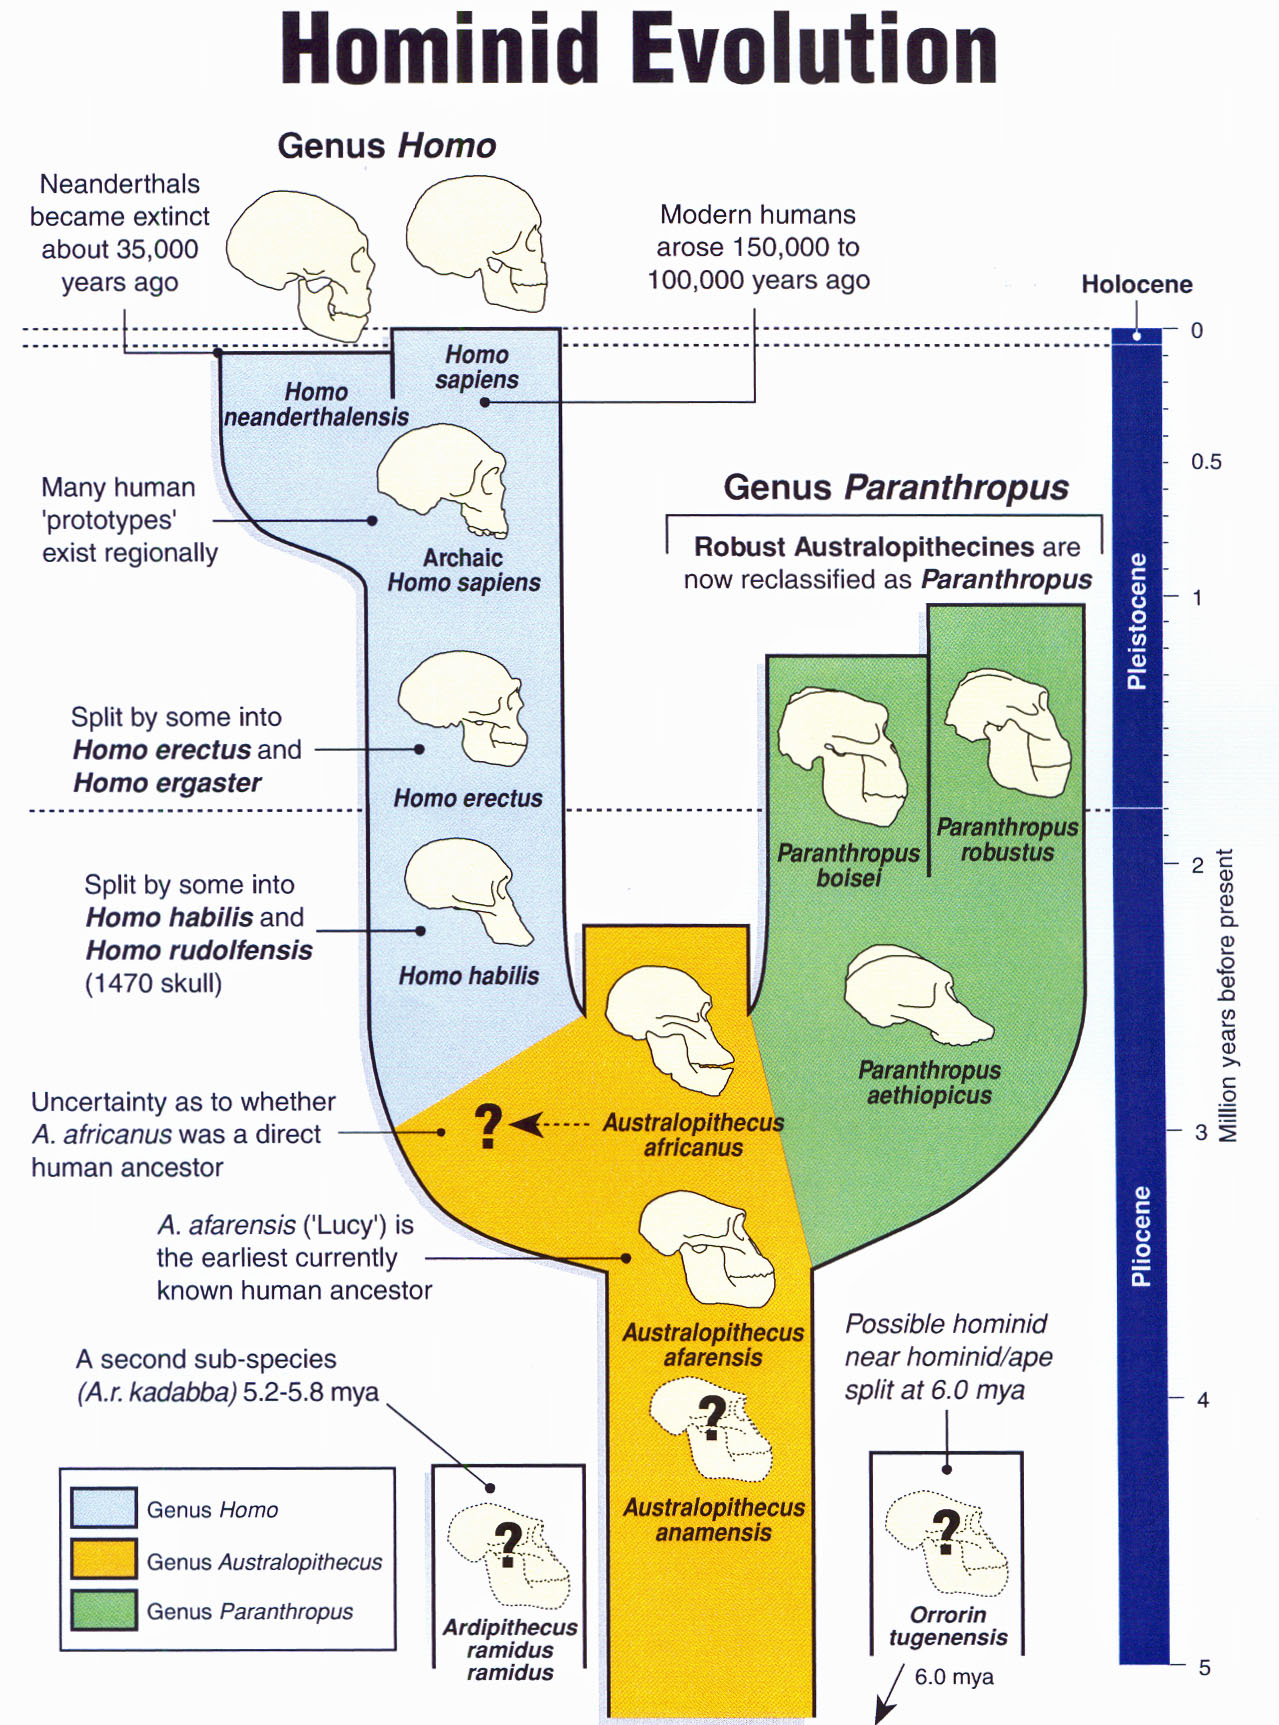 Hominid Evolution
Genus Homo
Neanderthals
became extinct
about 35,000
years ago
Modern humans
arose 150,000 to
100,000 years ago
Holocene
0
Homo
sapiens
Homo
neanderthalensis
0.5
Many human
'prototypes'
exist regionally
Genus Paranthropus
Robust Australopithecines are
now reclassified as Paranthropus
Archaic
Homo sapiens
1
Pleistocene
Split by some into
Homo erectus and
Homo ergaster
Homo erectus
Paranthropus
robustus
Paranthropus
boisei
2
Million years before present
Split by some into
Homo habilis and
Homo rudolfensis
(1470 skull)
Homo habilis
Paranthropus
aethiopicus
Uncertainty as to whether
A. africanus was a direct
human ancestor
?
Australopithecus
africanus
3
Pliocene
A. afarensis ('Lucy') is
the earliest currently
known human ancestor
Australopithecus
afarensis
Possible hominid
near hominid/ape
split at 6.0 mya
A second sub-species
(A.r. kadabba) 5.2-5.8 mya
4
?
Australopithecus
anamensis
Genus Homo
Genus Australopithecus
Genus Paranthropus
?
Ardipithecus
ramidus
ramidus
?
Orrorin
tugenensis
6.0 mya
5